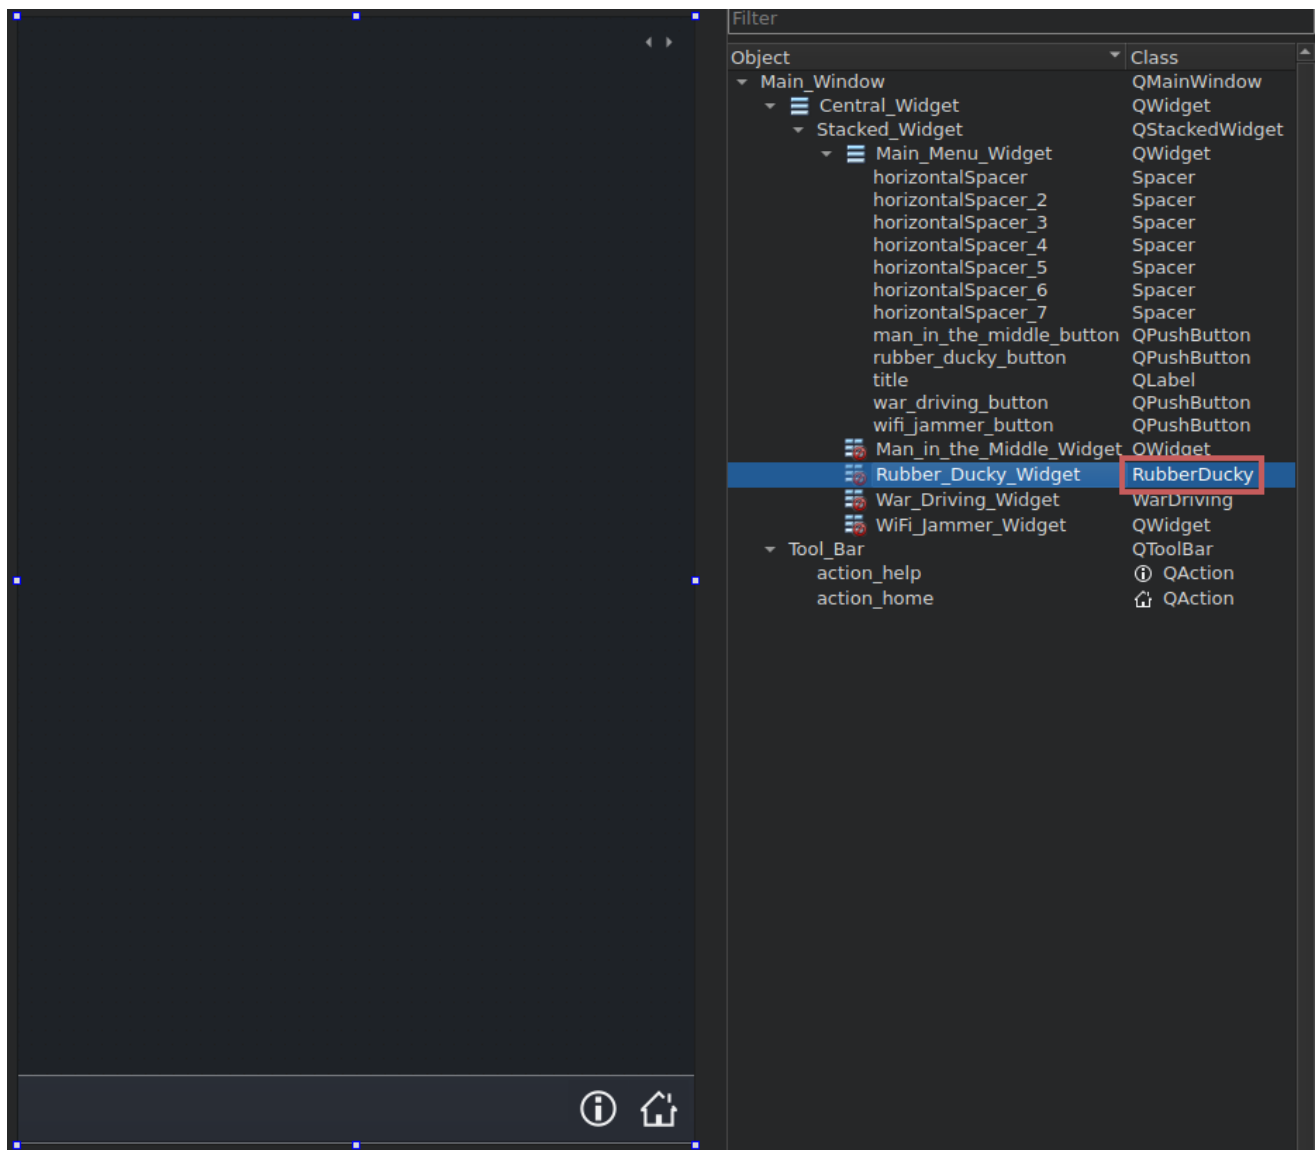 Filter
Object Class
Main_Window QMainWindow
Central_Widget QWidget
Stacked_Widget QStackedWidget
Main_Menu_Widget QWidget
horizontalSpacer Spacer
horizontalSpacer_2 Spacer
horizontalSpacer_3 Spacer
horizontalSpacer_4 Spacer
horizontalSpacer_5 Spacer
horizontalSpacer_6 Spacer
horizontalSpacer_7 Spacer
man_in_the_middle_button QPushButton
rubber_ducky_button QPushButton
title QLabel
war_driving_button QPushButton
wifi_jammer_button QPushButton
Man_in_the_Middle_Widget QWidget
Rubber_Ducky_Widget RubberDucky
War_Driving_Widget WarDriving
WiFi_Jammer_Widget QWidget
Tool_Bar QToolBar
action_help QAction
action_home QAction